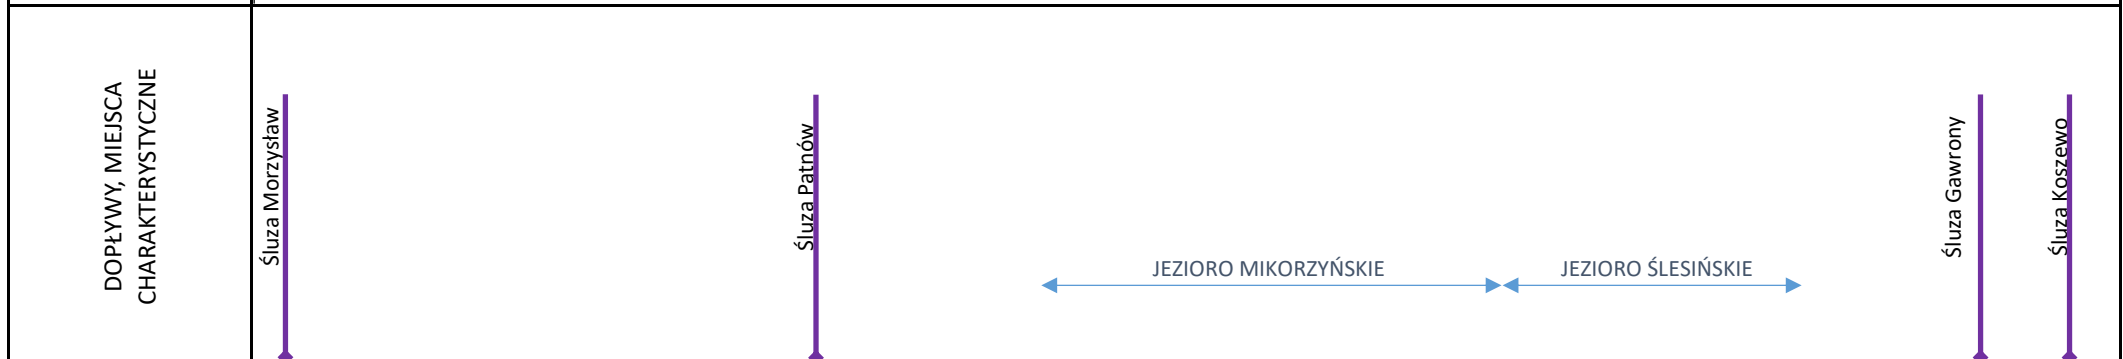 DOPŁYWY, MIEJSCA
CHARAKTERYSTYCZNE
Śluza Morzysław
Śluza Patnów
JEZIORO MIKORZYŃSKIE
JEZIORO ŚLESIŃSKIE
Śluza Gawrony
Śluza Koszewo